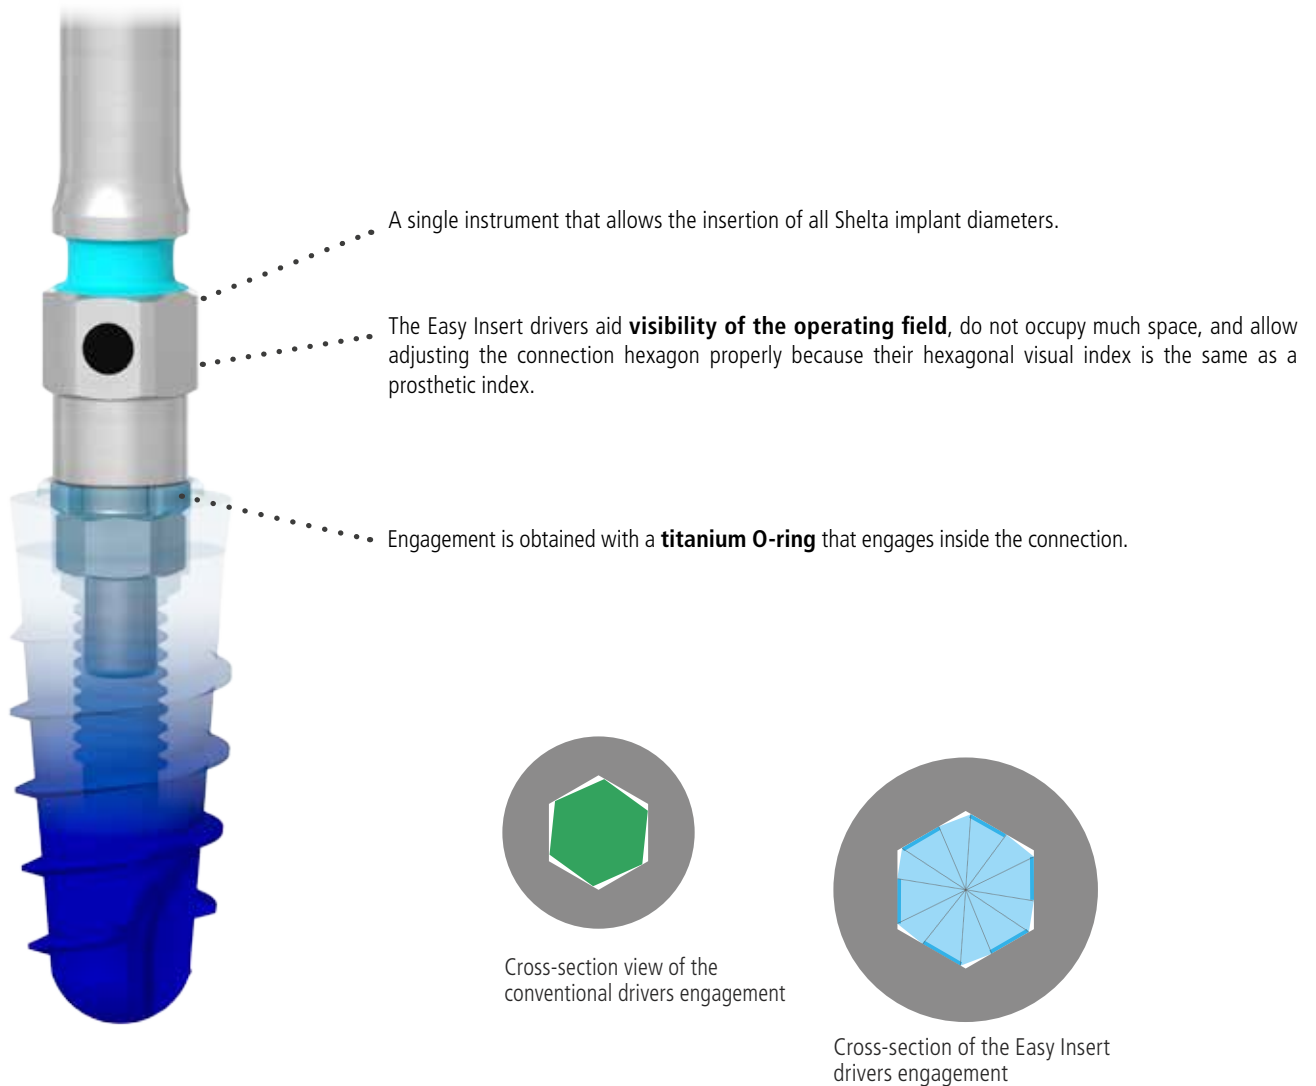 A single instrument that allows the insertion of all Shelta implant diameters.
The Easy Insert drivers aid visibility of the operating field, do not occupy much space, and allow
adjusting the connection hexagon properly because their hexagonal visual index is the same as a
prosthetic index.
Engagement is obtained with a titanium O-ring that engages inside the connection.
Cross-section view of the
conventional drivers engagement
Cross-section of the Easy Insert
drivers engagement